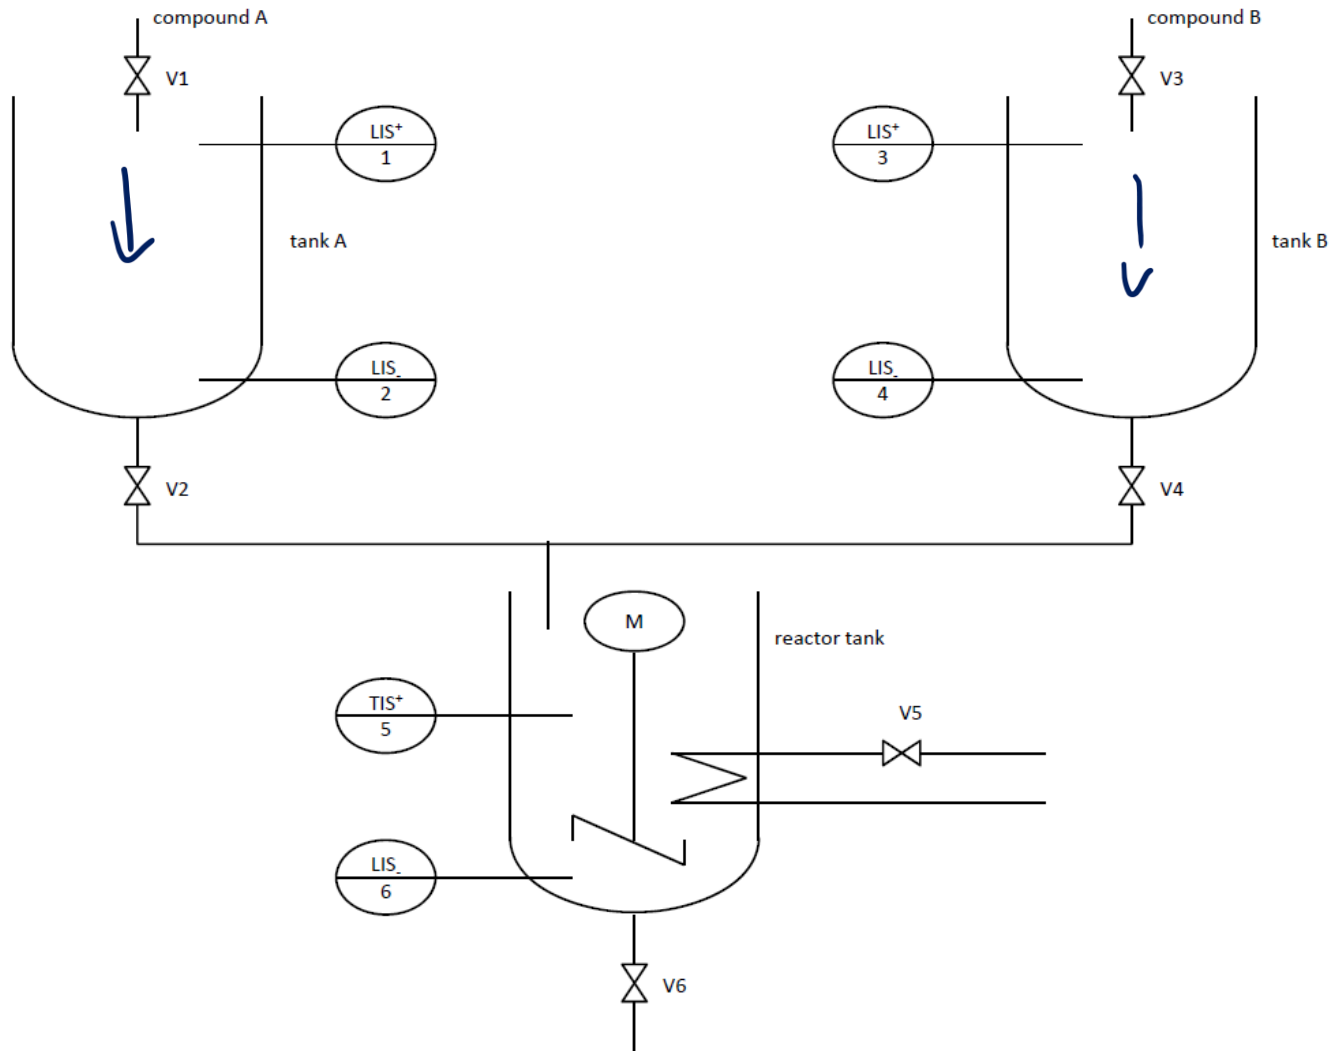 compound A
compound B
V1
V3
LIS+
1
LIS+
3
tank A
tank B
LIS-
2
LIS-
4
V2
V4
M
reactor tank
TIS+
5
V5
LIS-
6
V6